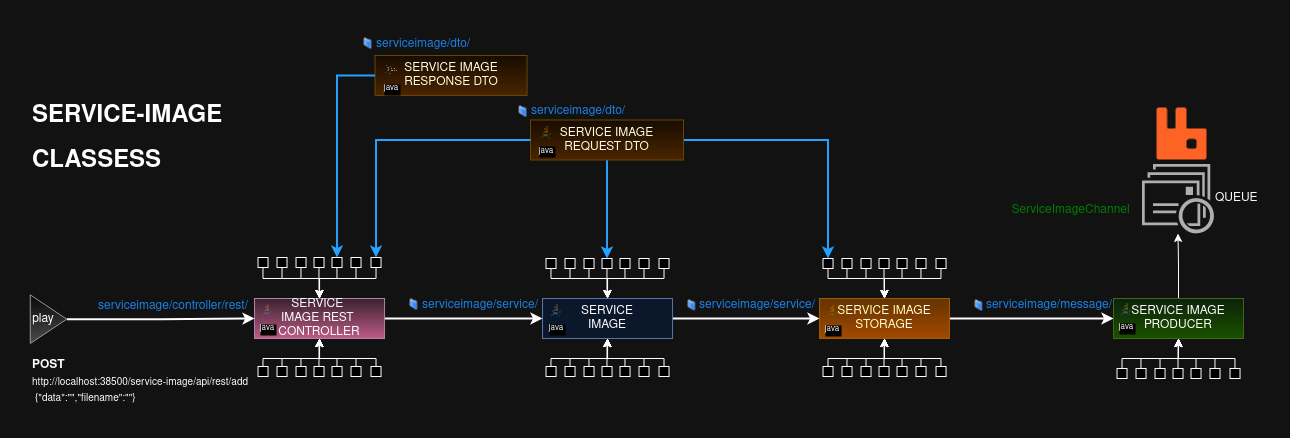 serviceimage/dto/
SERVICE IMAGE
RESPONSE DTO
java
serviceimage/dto/
SERVICE IMAGE
REQUEST DTO
java
SERVICE-IMAGE
CLASSESS
QUEUE
ServiceImageChannel
play
serviceimage/controller/rest/
SERVICE
IMAGE REST
CONTROLLER
java
serviceimage/service/
SERVICE
IMAGE
java
serviceimage/service/
SERVICE IMAGE
STORAGE
java
serviceimage/message/
SERVICE IMAGE
PRODUCER
java
POST
http://localhost:38500/service-image/api/rest/add
{"data":"","filename":""}